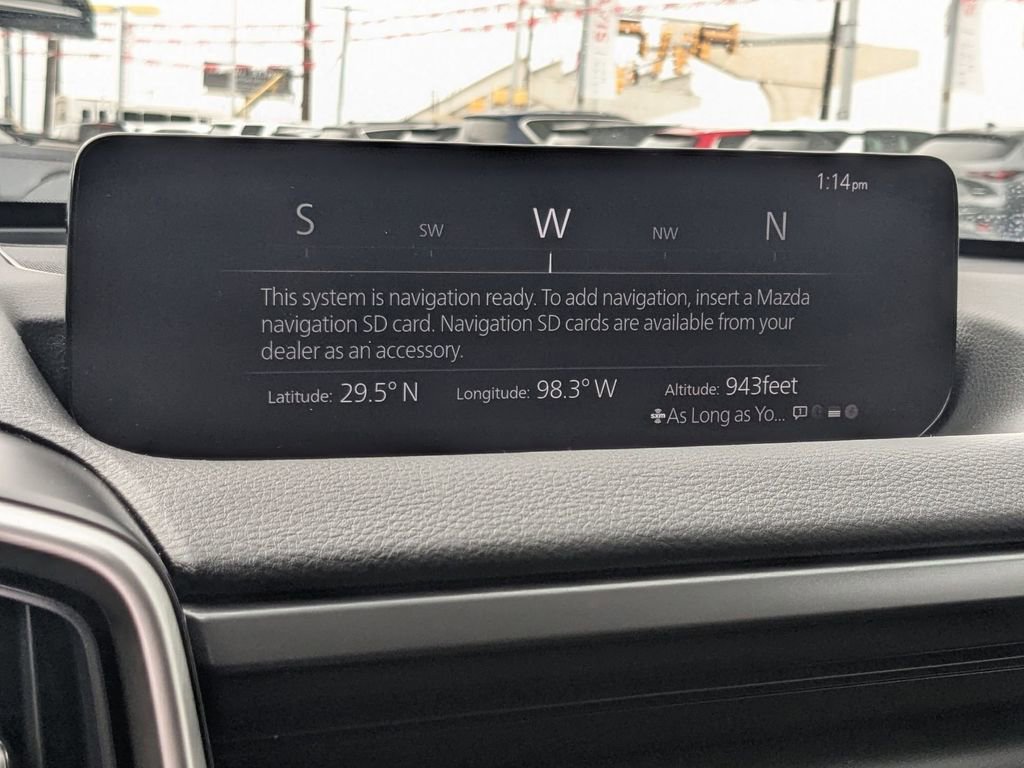 1:14pm
S SW W NW N
This system is navigation ready. To add navigation, insert a Mazda
navigation SD card. Navigation SD cards are available from your
dealer as an accessory.
Latitude: 29.5° N Longitude: 98.3° W Altitude: 943feet
sxm As Long as Yo...